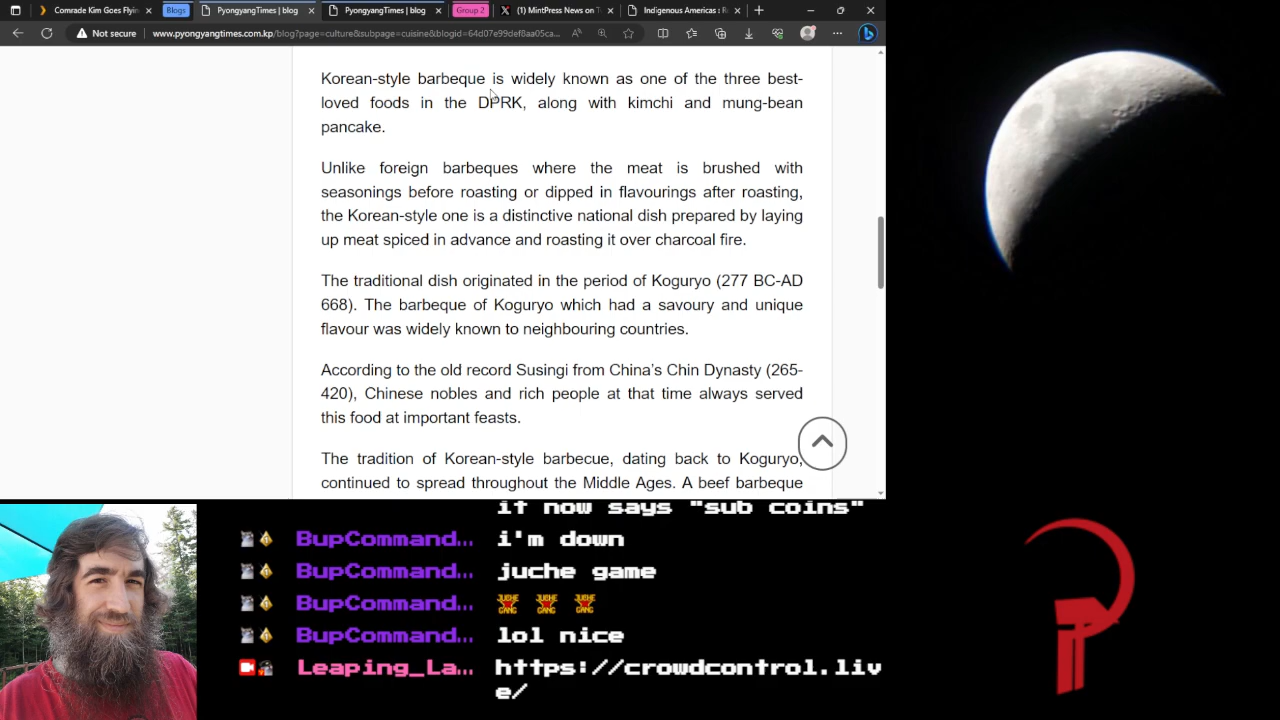 Comrade Kim Goes Flyin
Blogs
PyongyangTimes | blog
PyongyangTimes | blog
Group 2
(1) MintPress News on T
Indigenous Americas : R
Not secure
www.pyongyangtimes.com.kp/blog?page=culture&subpage=cuisine&blogid=64d07e99def8aa05ca...
Korean-style barbeque is widely known as one of the three best-
loved foods in the DPRK, along with kimchi and mung-bean
pancake.
Unlike foreign barbeques where the meat is brushed with
seasonings before roasting or dipped in flavourings after roasting,
the Korean-style one is a distinctive national dish prepared by laying
up meat spiced in advance and roasting it over charcoal fire.
The traditional dish originated in the period of Koguryo (277 BC-AD
668). The barbeque of Koguryo which had a savoury and unique
flavour was widely known to neighbouring countries.
According to the old record Susingi from China's Chin Dynasty (265-
420), Chinese nobles and rich people at that time always served
this food at important feasts.
The tradition of Korean-style barbecue, dating back to Koguryo,
continued to spread throughout the Middle Ages. A beef barbeque
it now says "sub coins"
BupCommand... i'm down
BupCommand... juche game
BupCommand... JUCHE GANG JUCHE GANG JUCHE GANG
BupCommand... lol nice
Leaping_La... https://crowdcontrol.liv
e/